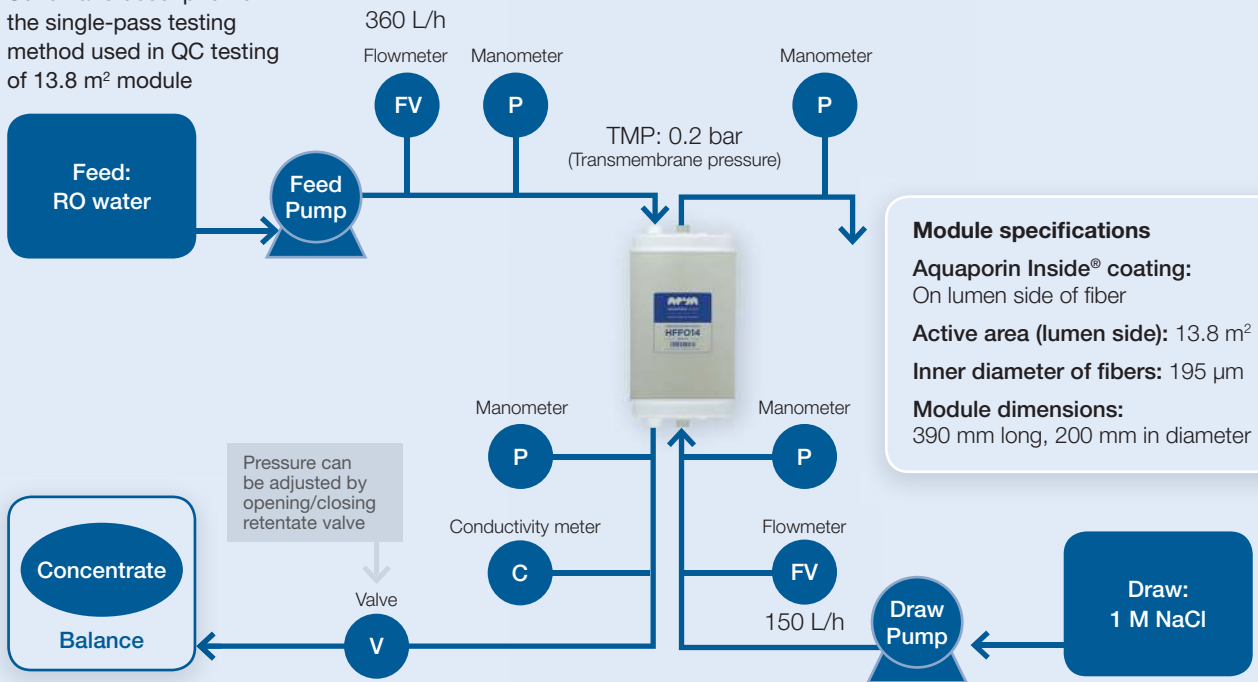 the single-pass testing
method used in QC testing
of 13.8 m² module
360 L/h
Flowmeter
Manometer
Manometer
FV
P
P
TMP: 0.2 bar
(Transmembrane pressure)
Feed:
RO water
Feed
Pump
HFFO14
Module specifications
Aquaporin Inside® coating:
On lumen side of fiber
Active area (lumen side): 13.8 m²
Inner diameter of fibers: 195 µm
Module dimensions:
390 mm long, 200 mm in diameter
Manometer
Manometer
P
P
Pressure can
be adjusted by
opening/closing
retentate valve
Conductivity meter
Flowmeter
C
FV
150 L/h
Concentrate
Balance
Valve
V
Draw
Pump
Draw:
1 M NaCl